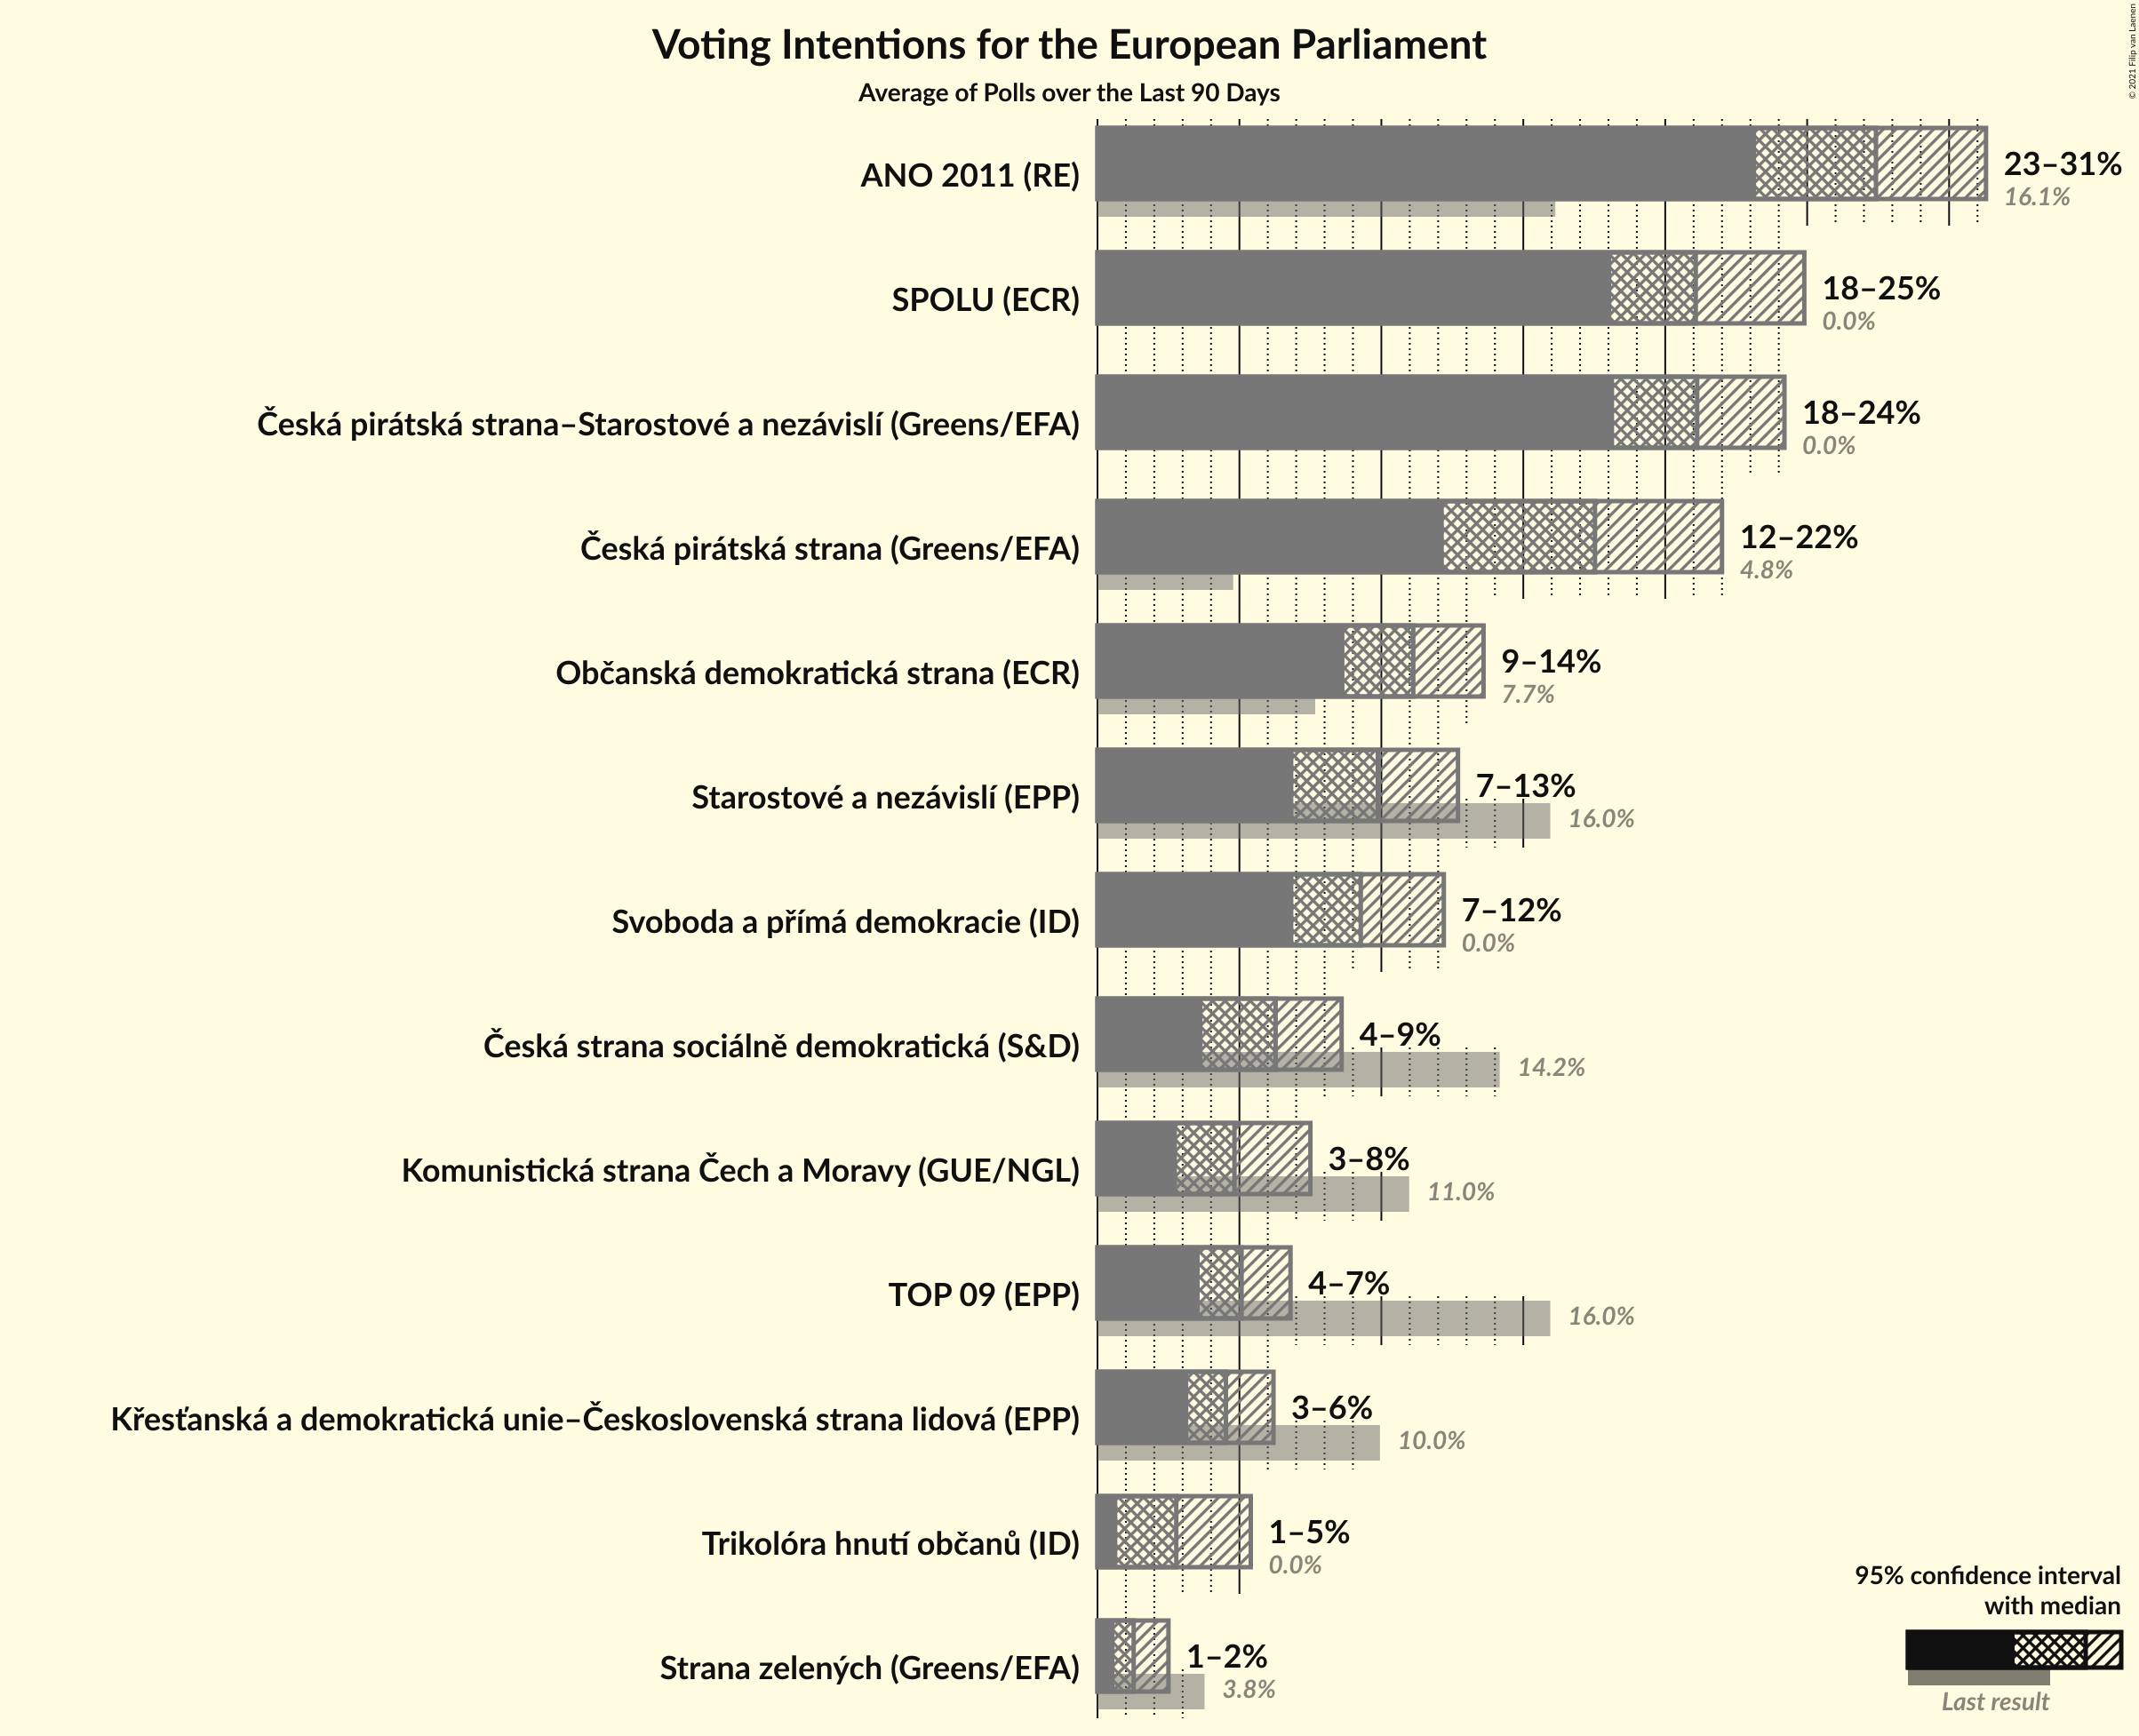 Voting Intentions for the European Parliament
Average of Polls over the Last 90 Days
© 2021 Filip van Laenen
ANO 2011 (RE)
23–31%
16.1%
SPOLU (ECR)
18–25%
0.0%
Česká pirátská strana–Starostové a nezávislí (Greens/EFA)
18–24%
0.0%
Česká pirátská strana (Greens/EFA)
12–22%
4.8%
Občanská demokratická strana (ECR)
9–14%
7.7%
Starostové a nezávislí (EPP)
7–13%
16.0%
Svoboda a přímá demokracie (ID)
7–12%
0.0%
Česká strana sociálně demokratická (S&D)
4–9%
14.2%
Komunistická strana Čech a Moravy (GUE/NGL)
3–8%
11.0%
TOP 09 (EPP)
4–7%
16.0%
Křesťanská a demokratická unie–Československá strana lidová (EPP)
3–6%
10.0%
Trikolóra hnutí občanů (ID)
1–5%
0.0%
Strana zelených (Greens/EFA)
1–2%
3.8%
95% confidence interval
with median
Last result